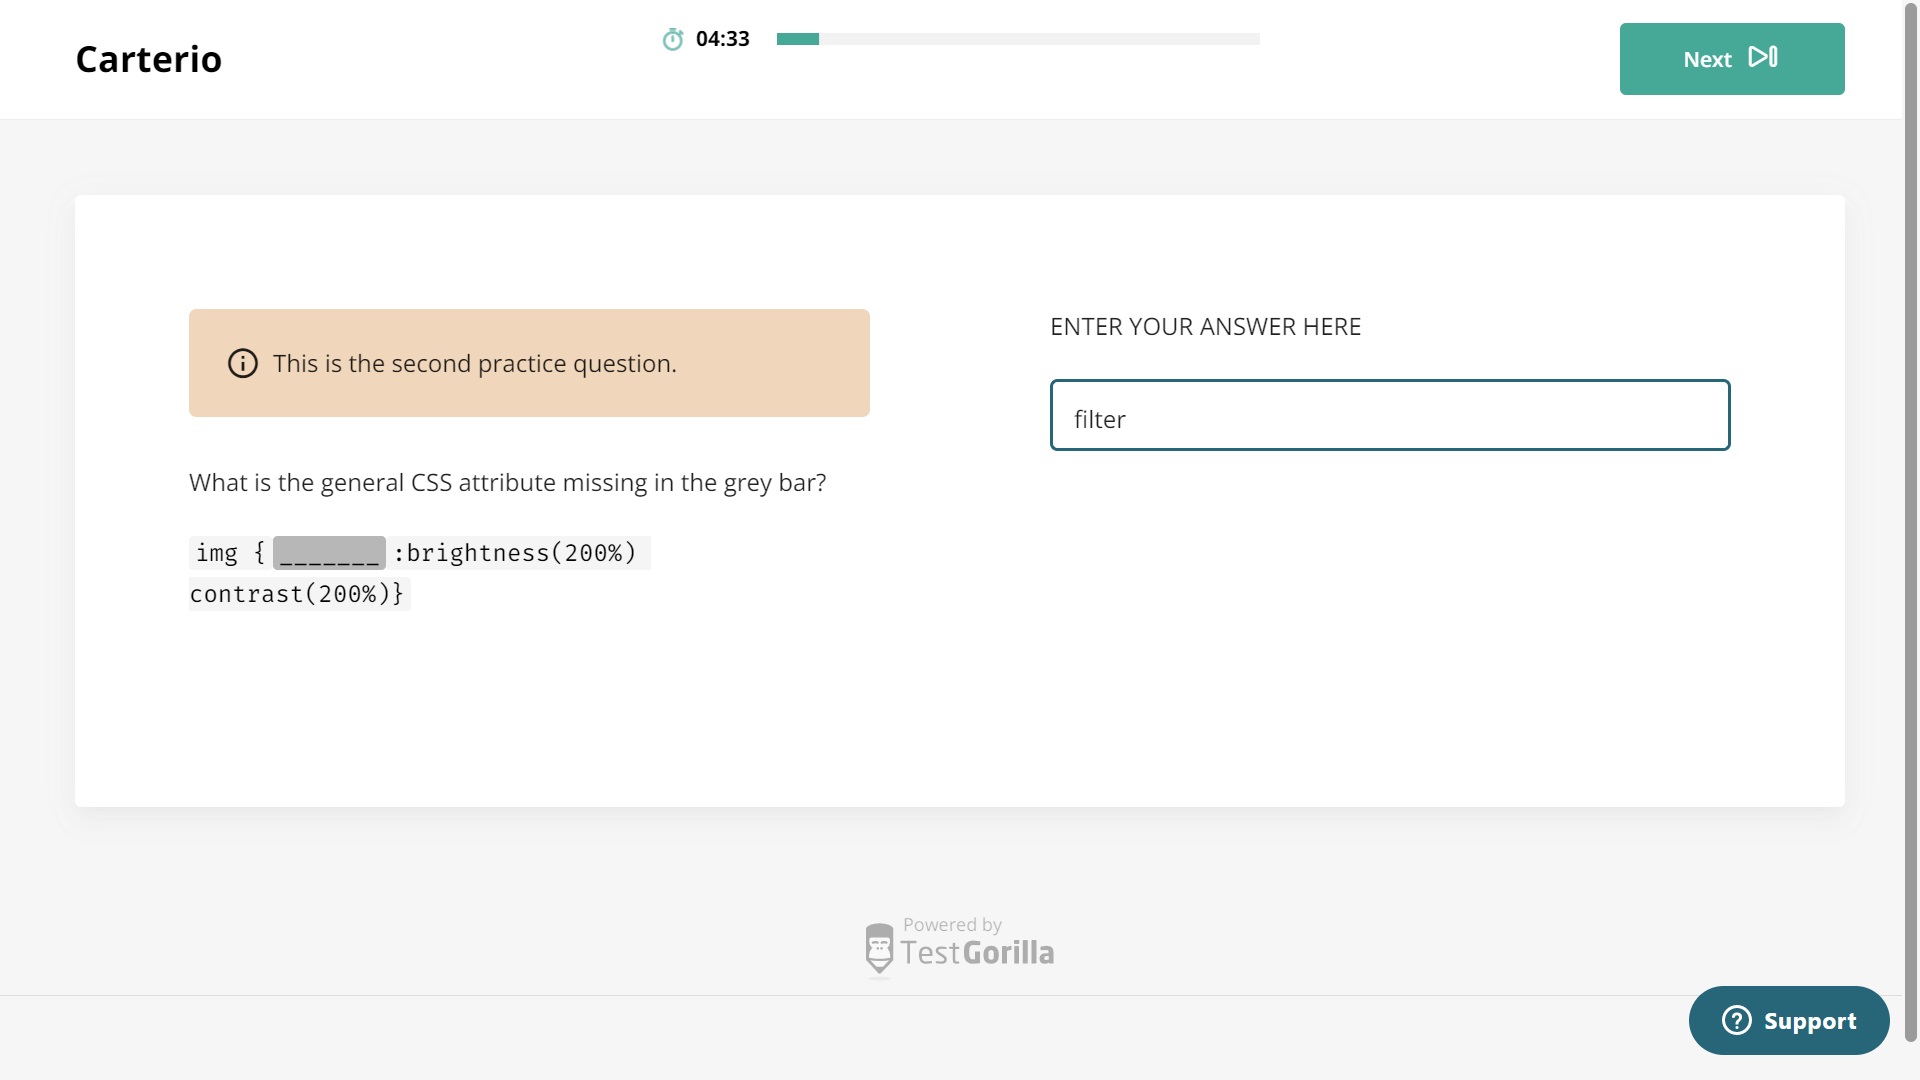 Carterio
04:33
Next
This is the second practice question.
ENTER YOUR ANSWER HERE
filter
What is the general CSS attribute missing in the grey bar?
img { _______ :brightness(200%)
contrast(200%)}
Powered by
TestGorilla
Support